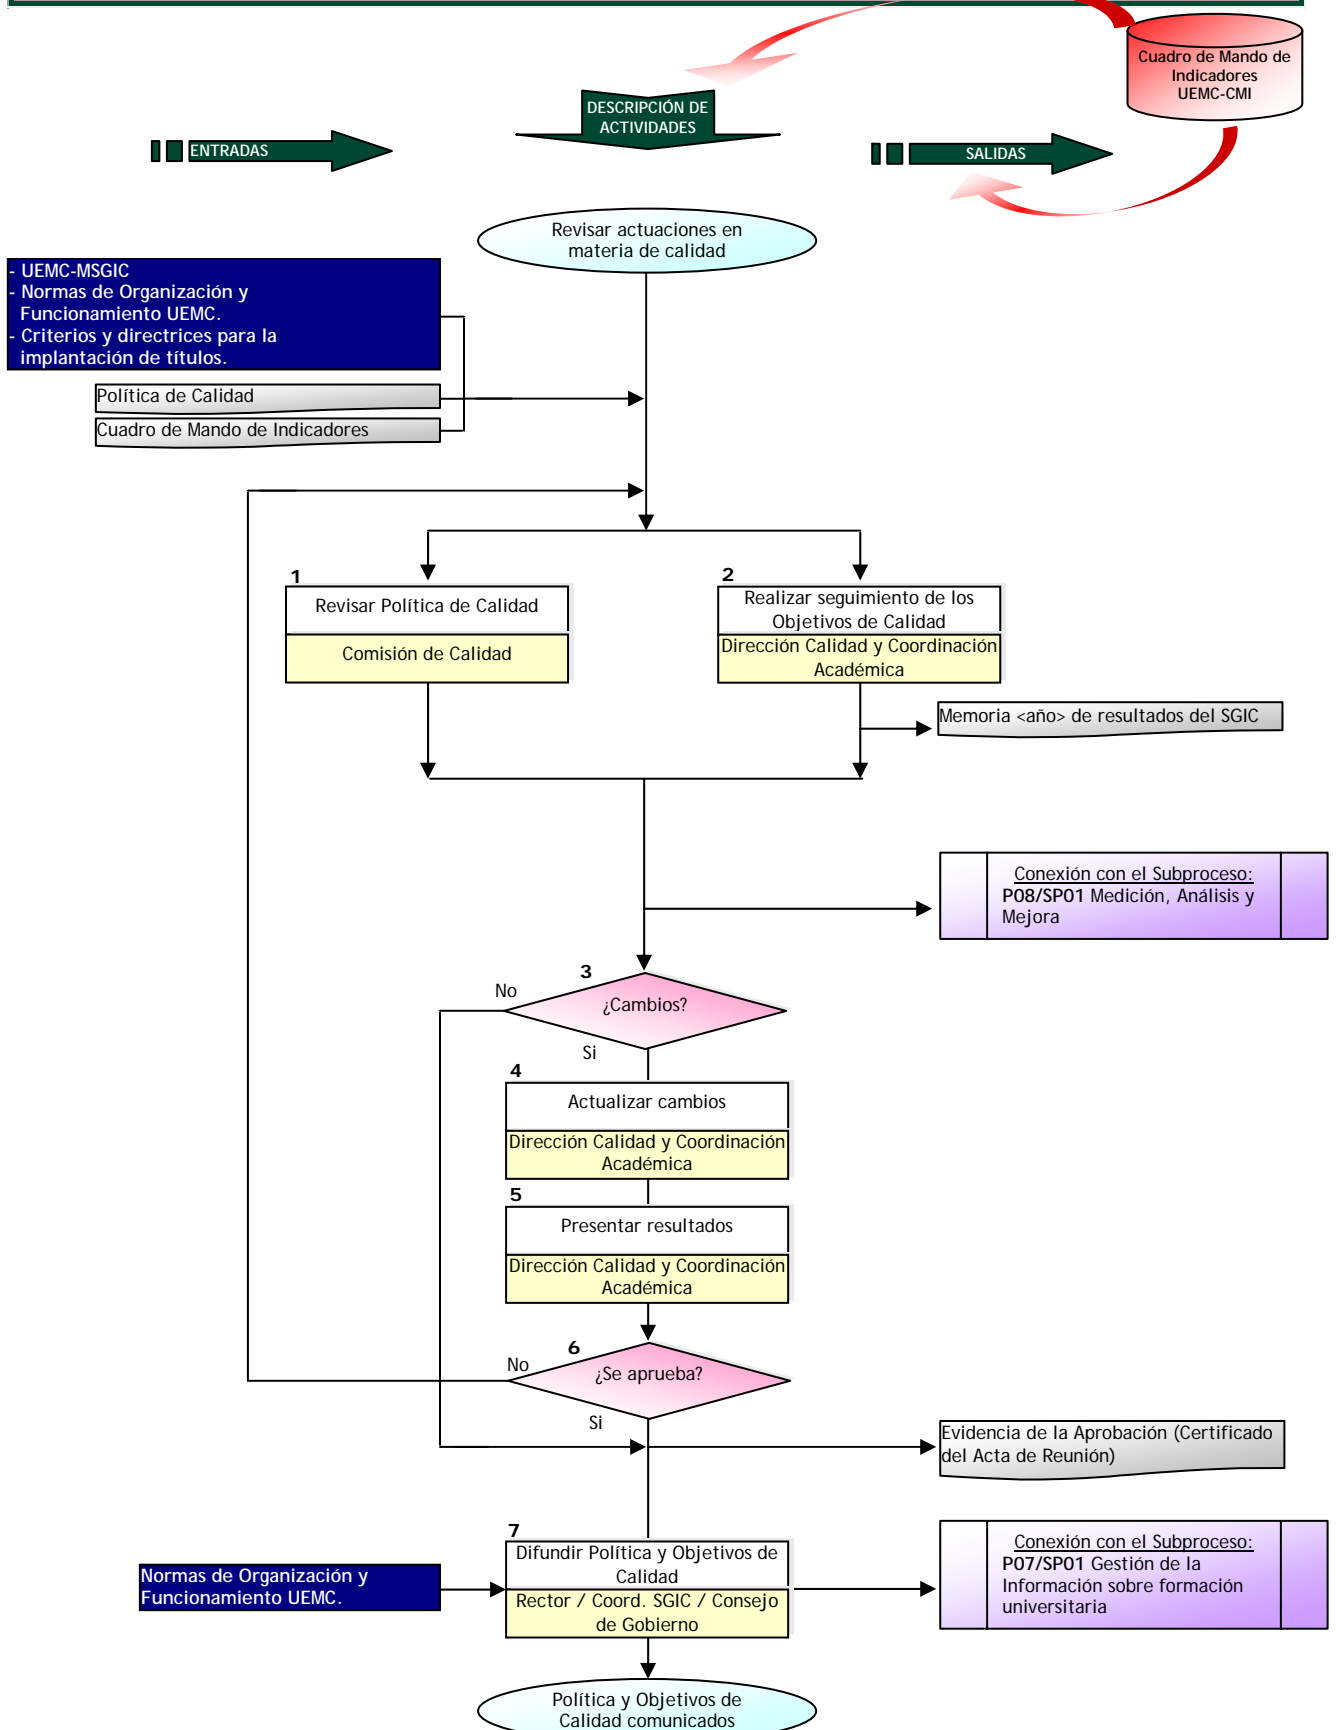 Cuadro de Mando de
Indicadores
UEMC-CMI
DESCRIPCIÓN DE
ACTIVIDADES
ENTRADAS
SALIDAS
Revisar actuaciones en
materia de calidad
- UEMC-MSGIC
- Normas de Organización y
Funcionamiento UEMC.
- Criterios y directrices para la
implantación de títulos.
Política de Calidad
Cuadro de Mando de Indicadores
1
Revisar Política de Calidad
Comisión de Calidad
2
Realizar seguimiento de los
Objetivos de Calidad
Dirección Calidad y Coordinación
Académica
Memoria <año> de resultados del SGIC
Conexión con el Subproceso:
P08/SP01 Medición, Análisis y
Mejora
3
No
¿Cambios?
Si
4
Actualizar cambios
Dirección Calidad y Coordinación
Académica
5
Presentar resultados
Dirección Calidad y Coordinación
Académica
6
No
¿Se aprueba?
Si
Evidencia de la Aprobación (Certificado
del Acta de Reunión)
7
Difundir Política y Objetivos de
Calidad
Rector / Coord. SGIC / Consejo
de Gobierno
Normas de Organización y
Funcionamiento UEMC.
Conexión con el Subproceso:
P07/SP01 Gestión de la
Información sobre formación
universitaria
Política y Objetivos de
Calidad comunicados